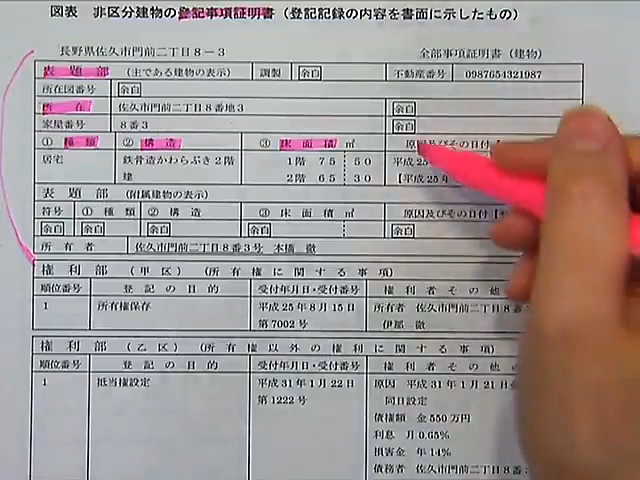 図表 非区分建物の登記事項証明書（登記記録の内容を書面に示したもの）
長野県佐久市門前二丁目８－３ 全部事項証明書（建物）
表題部（主である建物の表示） 調製 余白 不動産番号 0987654321987
所在図番号 余白
所在 佐久市門前二丁目８番地３ 余白
家屋番号 ８番３ 余白
① 種類 ② 構造 ③ 床面積 ㎡ 原因及びその日付【
居宅 鉄骨造かわらぶき２階 １階 ７５ ５０ 平成25
建 ２階 ６５ ３０ 【平成25年
表題部（附属建物の表示）
符号 ① 種類 ② 構造 ③ 床面積 ㎡ 原因及びその日付【
余白 余白 余白 余白 余白
所有者 佐久市門前二丁目８番３号 本橋 徹
権利部（甲区）（所有権に関する事項）
順位番号 登記の目的 受付年月日・受付番号 権利者その他
1 所有権保存 平成25年８月15日 所有者 佐久市門前二丁目８
第7002号 伊那 徹
権利部（乙区）（所有権以外の権利に関する事項）
順位番号 登記の目的 受付年月日・受付番号 権利者その他の
1 抵当権設定 平成31年１月22日 原因 平成31年１月21日
第1222号 同日設定
債権額 金550万円
利息 月0.65%
損害金 年14%
債務者 佐久市門前二丁目８番